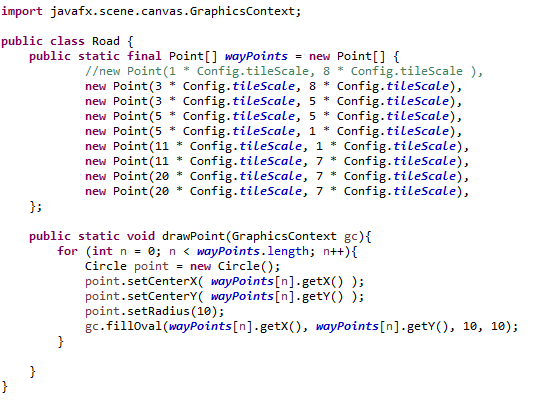 import javafx.scene.canvas.GraphicsContext;
public class Road {
public static final Point[] wayPoints = new Point[] {
//new Point(1 * Config.tileScale, 8 * Config.tileScale ),
new Point(3 * Config.tileScale, 8 * Config.tileScale),
new Point(3 * Config.tileScale, 5 * Config.tileScale),
new Point(5 * Config.tileScale, 5 * Config.tileScale),
new Point(5 * Config.tileScale, 1 * Config.tileScale),
new Point(11 * Config.tileScale, 1 * Config.tileScale),
new Point(11 * Config.tileScale, 7 * Config.tileScale),
new Point(20 * Config.tileScale, 7 * Config.tileScale),
new Point(20 * Config.tileScale, 7 * Config.tileScale),
};
public static void drawPoint(GraphicsContext gc){
for (int n = 0; n < wayPoints.length; n++){
Circle point = new Circle();
point.setCenterX( wayPoints[n].getX() );
point.setCenterY( wayPoints[n].getY() );
point.setRadius(10);
gc.fillOval(wayPoints[n].getX(), wayPoints[n].getY(), 10, 10);
}
}
}